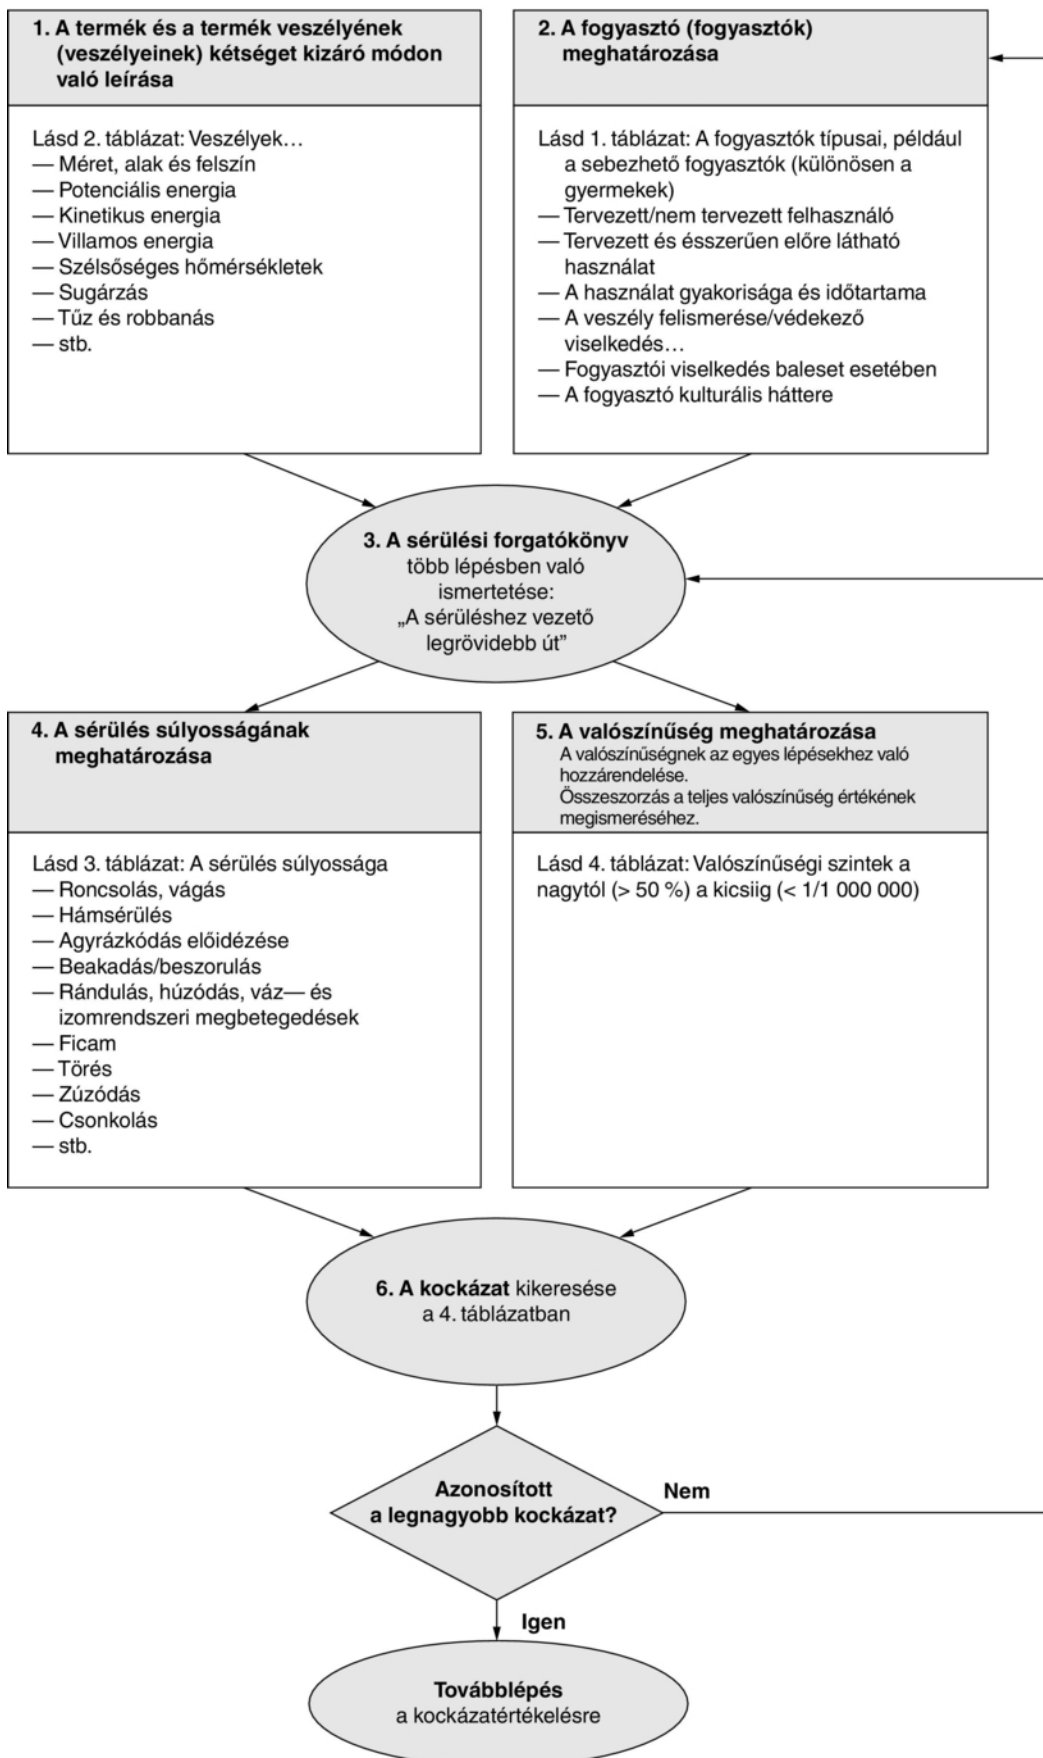 1. A termék és a termék veszélyének
(veszélyeinek) kétséget kizáró módon
való leírása
Lásd 2. táblázat: Veszélyek…
— Méret, alak és felszín
— Potenciális energia
— Kinetikus energia
— Villamos energia
— Szélsőséges hőmérsékletek
— Sugárzás
— Tűz és robbanás
— stb.
2. A fogyasztó (fogyasztók)
meghatározása
Lásd 1. táblázat: A fogyasztók típusai, például
a sebezhető fogyasztók (különösen a
gyermekek)
— Tervezett/nem tervezett felhasználó
— Tervezett és ésszerűen előre látható
használat
— A használat gyakorisága és időtartama
— A veszély felismerése/védekező
viselkedés…
— Fogyasztói viselkedés baleset esetében
— A fogyasztó kulturális háttere
3. A sérülési forgatókönyv
több lépésben való
ismertetése:
„A sérüléshez vezető
legrövidebb út”
4. A sérülés súlyosságának
meghatározása
Lásd 3. táblázat: A sérülés súlyossága
— Roncsolás, vágás
— Hámsérülés
— Agyrázkódás előidézése
— Beakadás/beszorulás
— Rándulás, húzódás, váz— és
izomrendszeri megbetegedések
— Ficam
— Törés
— Zúzódás
— Csonkolás
— stb.
5. A valószínűség meghatározása
A valószínűségnek az egyes lépésekhez való
hozzárendelése.
Összeszorzás a teljes valószínűség értékének
megismeréséhez.
Lásd 4. táblázat: Valószínűségi szintek a
nagytól (> 50 %) a kicsiig (< 1/1 000 000)
6. A kockázat kikeresése
a 4. táblázatban
Azonosított
a legnagyobb kockázat?
Nem
Igen
Továbblépés
a kockázatértékelésre